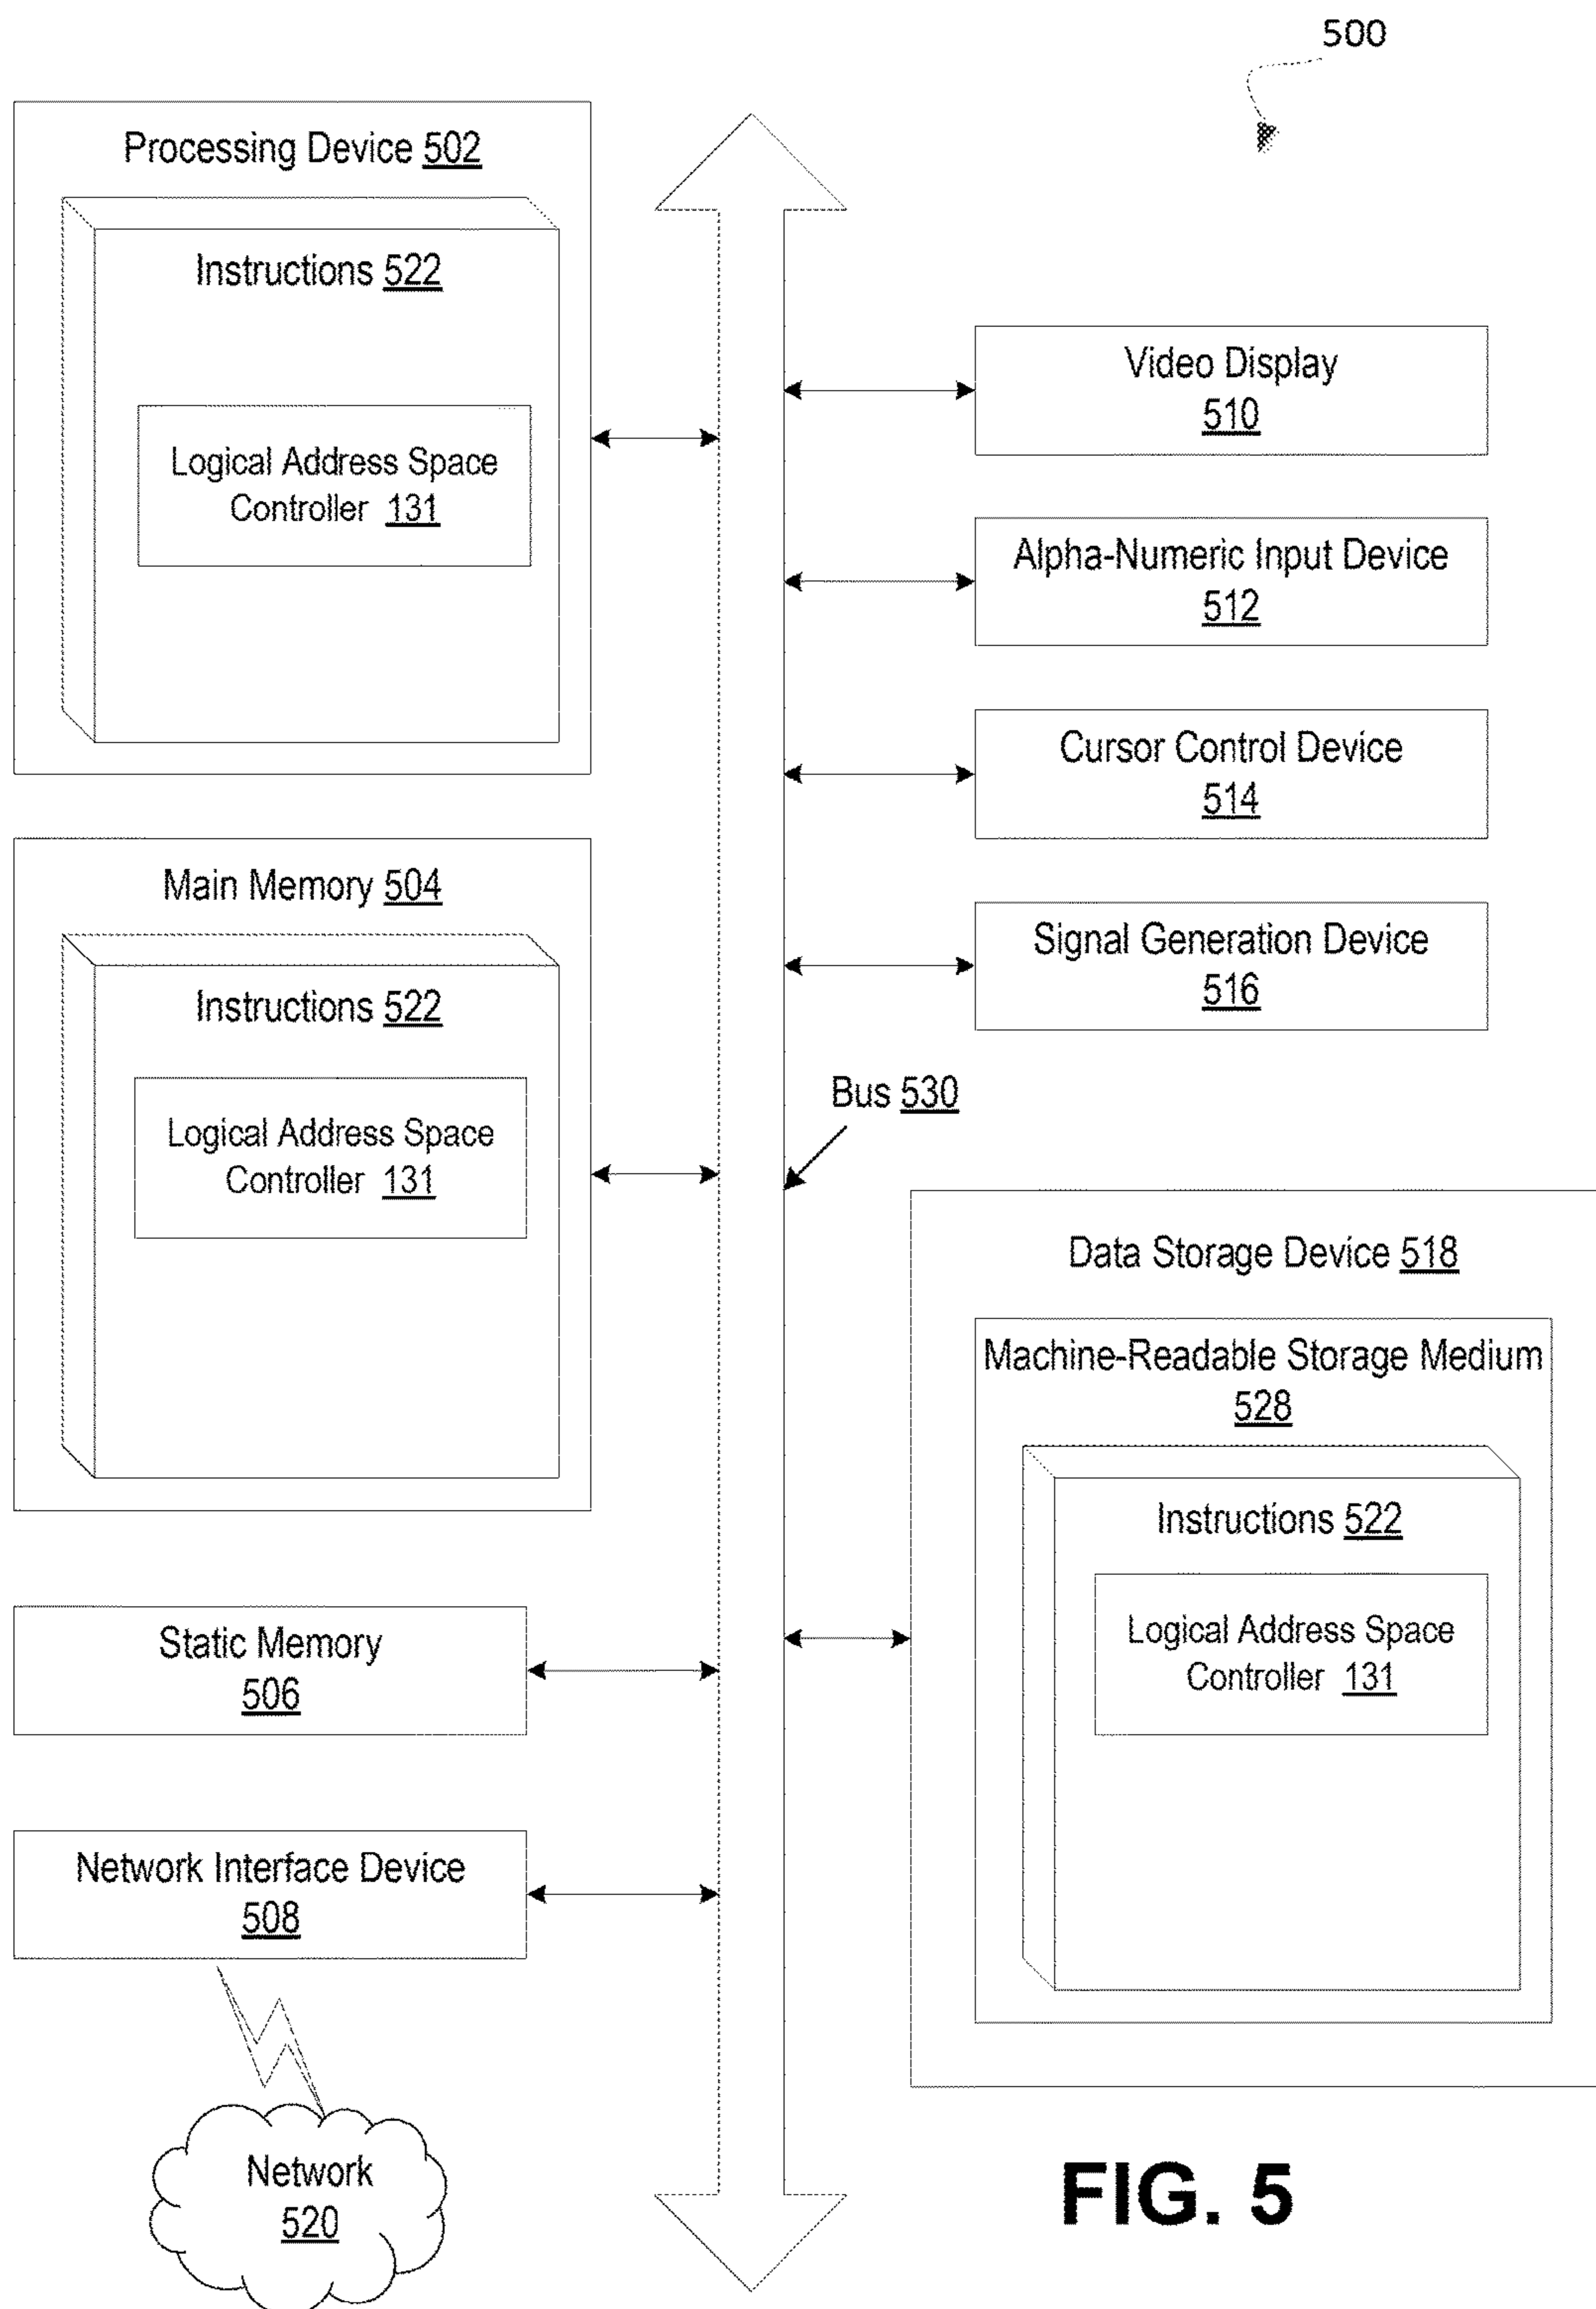 500
Processing Device 502
Instructions 522
Logical Address Space
Controller 131
Main Memory 504
Instructions 522
Logical Address Space
Controller 131
Static Memory
506
Network Interface Device
508
Network
520
Video Display
510
Alpha-Numeric Input Device
512
Cursor Control Device
514
Signal Generation Device
516
Bus 530
Data Storage Device 518
Machine-Readable Storage Medium
528
Instructions 522
Logical Address Space
Controller 131
FIG. 5